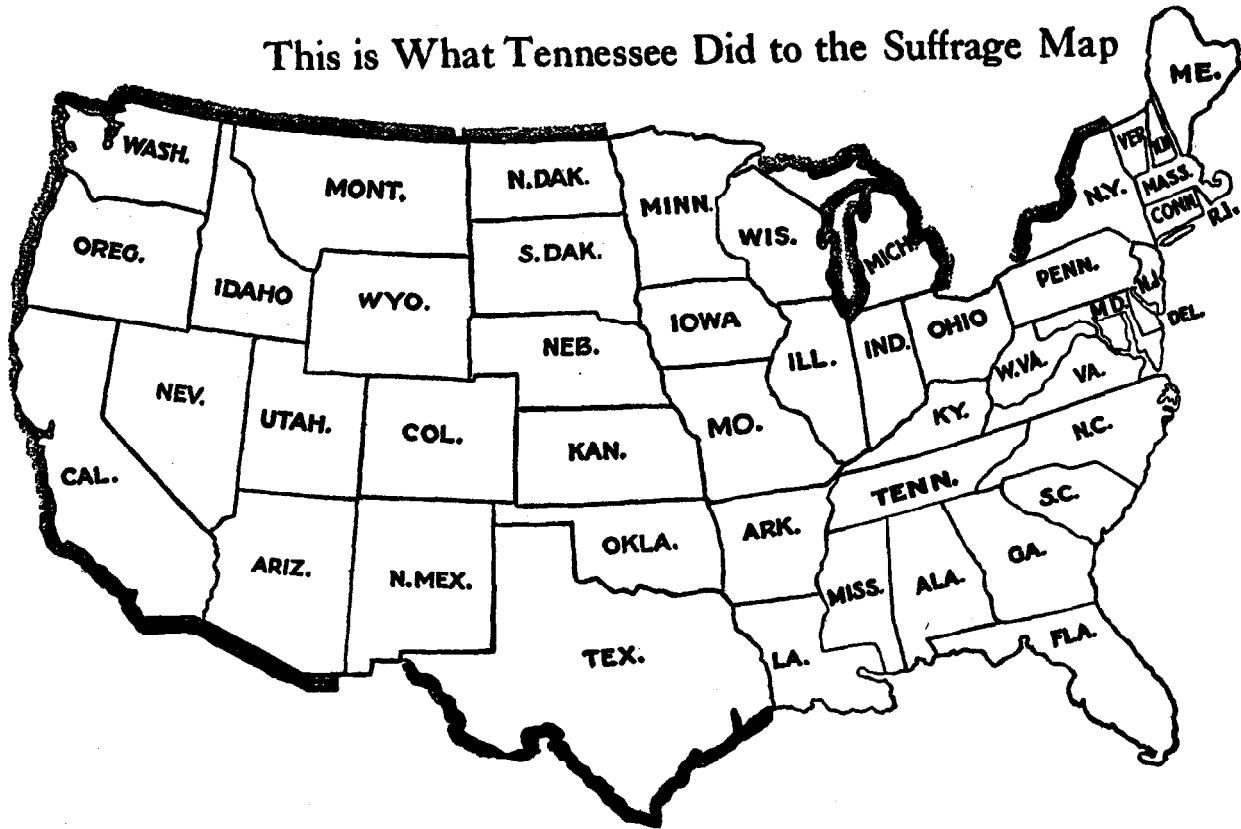 This is What Tennessee Did to the Suffrage Map
ME.
WASH.
VER.
N.H.
MONT.
N.DAK.
MINN.
N.Y.
MASS.
CONN.
R.I.
OREG.
IDAHO
WYO.
S.DAK.
WIS.
MICH.
PENN.
N.J.
IOWA
OHIO
MD.
DEL.
NEV.
NEB.
ILL.
IND.
W.VA.
VA.
UTAH.
COL.
KAN.
MO.
KY.
N.C.
CAL.
TENN.
S.C.
ARIZ.
N.MEX.
OKLA.
ARK.
MISS.
ALA.
GA.
TEX.
LA.
FLA.